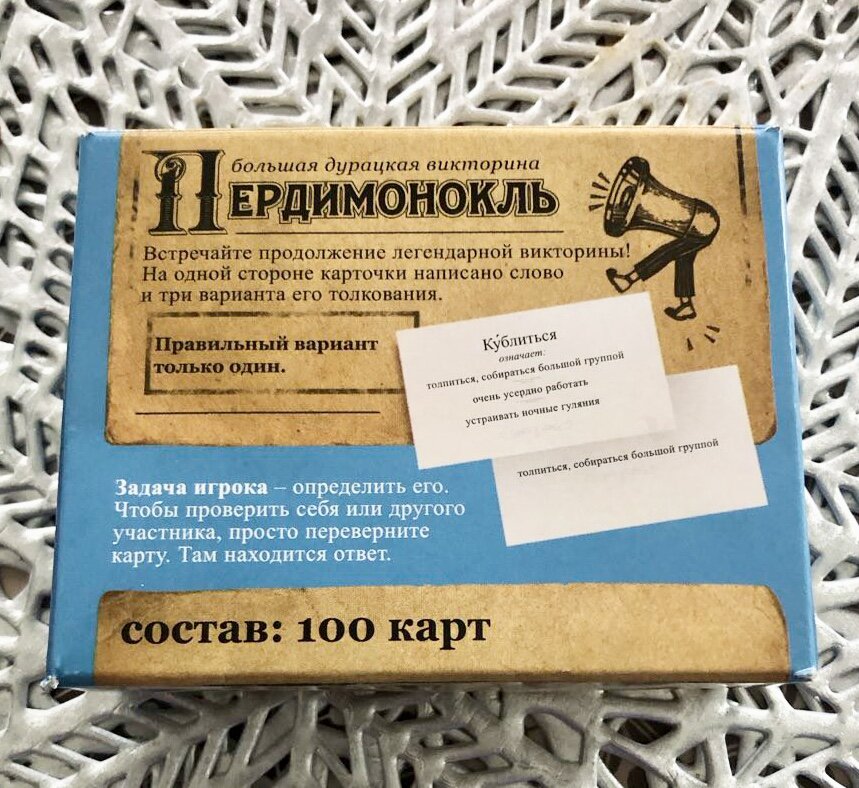 большая дурацкая викторина
ПЕРДИМОНОКЛЬ
Встречайте продолжение легендарной викторины!
На одной стороне карточки написано слово
и три варианта его толкования.
Правильный вариант
только один.
Ку́блиться
означает:
толпиться, собираться большой группой
очень усердно работать
устраивать ночные гуляния
толпиться, собираться большой группой
Задача игрока – определить его.
Чтобы проверить себя или другого
участника, просто переверните
карту. Там находится ответ.
состав: 100 карт